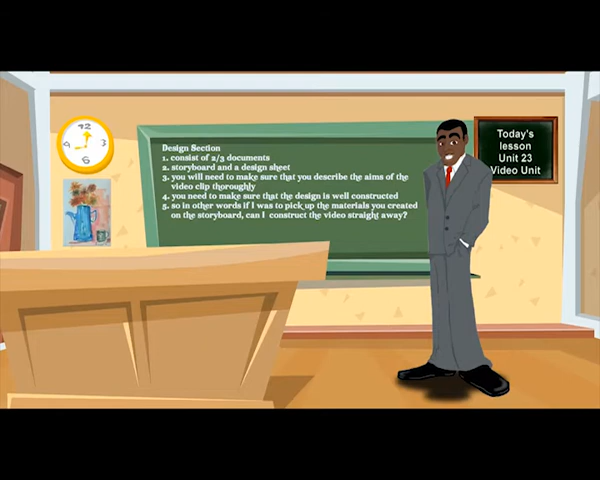 12
3
6
Today's
lesson
Unit 23
Video Unit
Design Section
1. consist of 2/3 documents
2. storyboard and a design sheet
3. you will need to make sure that you describe the aims of the
video clip thoroughly
4. you need to make sure that the design is well constructed
5. so in other words if I was to pick up the materials you created
on the storyboard, can I construct the video straight away?